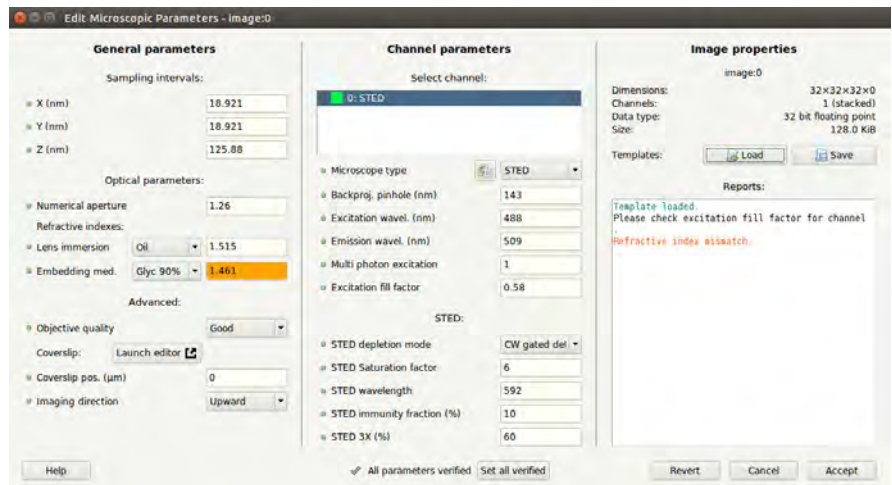 Edit Microscopic Parameters - image:0
General parameters
Sampling intervals:
X (nm) 18.921
Y (nm) 18.921
Z (nm) 125.88
Optical parameters:
Numerical aperture 1.26
Refractive indexes:
Lens immersion Oil 1.515
Embedding med. Glyc 90% 1.461
Advanced:
Objective quality Good
Coverslip: Launch editor
Coverslip pos. (µm) 0
Imaging direction Upward
Channel parameters
Select channel:
0: STED
Microscope type STED
Backproj. pinhole (nm) 143
Excitation wavel. (nm) 488
Emission wavel. (nm) 509
Multi photon excitation 1
Excitation fill factor 0.58
STED:
STED depletion mode CW gated det
STED Saturation factor 6
STED wavelength 592
STED immunity fraction (%) 10
STED 3X (%) 60
Image properties
image:0
Dimensions: 32×32×32×0
Channels: 1 (stacked)
Data type: 32 bit floating point
Size: 128.0 KiB
Templates: Load Save
Reports:
Template loaded.
Please check excitation fill factor for channel
.
Refractive index mismatch.
Help
All parameters verified Set all verified
Revert Cancel Accept